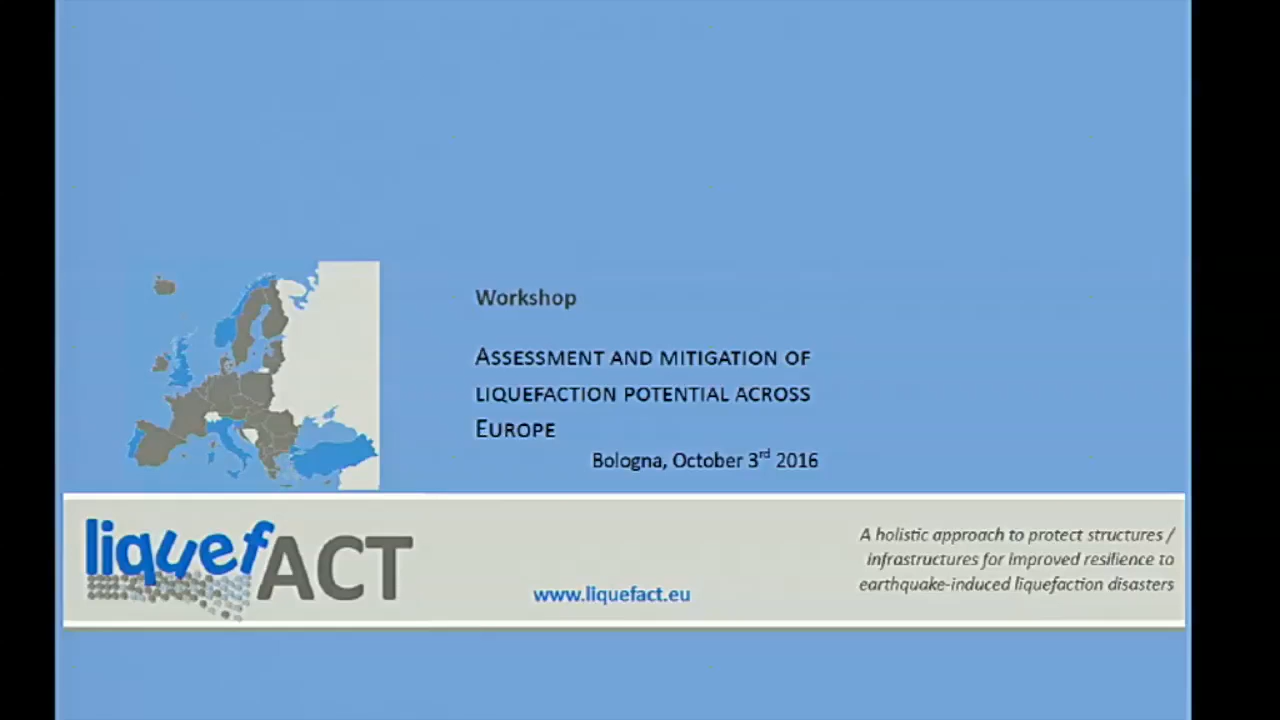 Workshop
ASSESSMENT AND MITIGATION OF
LIQUEFACTION POTENTIAL ACROSS
EUROPE
Bologna, October 3rd 2016
liquefACT
www.liquefact.eu
A holistic approach to protect structures /
infrastructures for improved resilience to
earthquake-induced liquefaction disasters